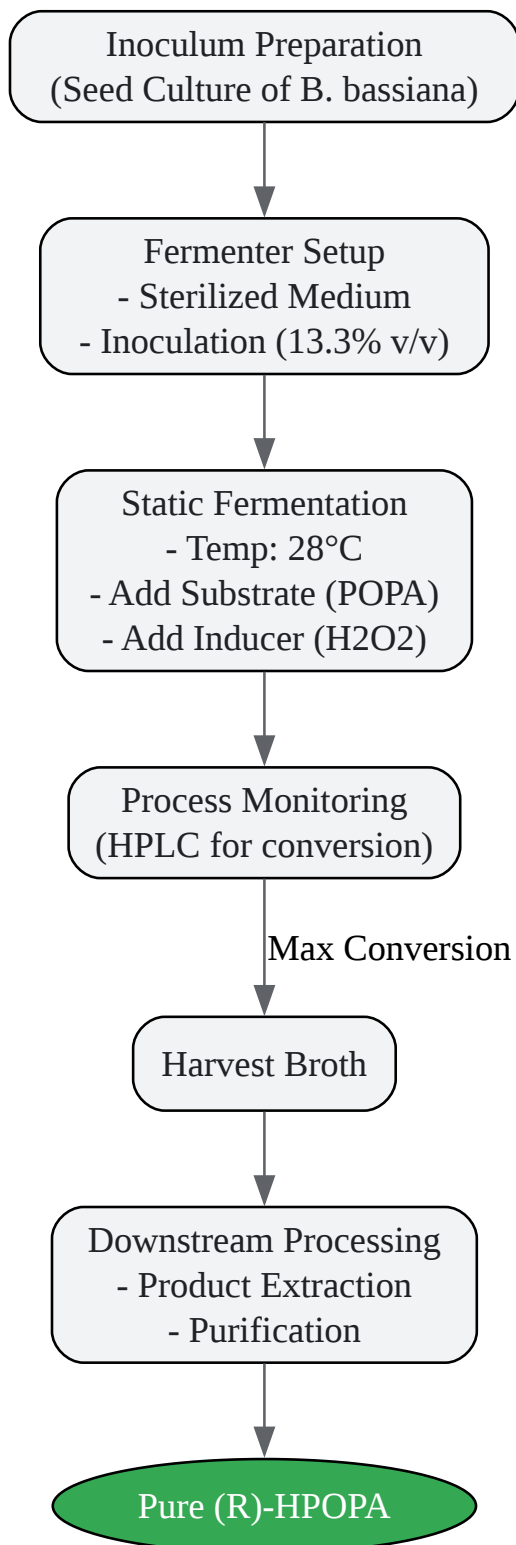 Inoculum Preparation
(Seed Culture of B. bassiana)
Fermenter Setup
- Sterilized Medium
- Inoculation (13.3% v/v)
Static Fermentation
- Temp: 28°C
- Add Substrate (POPA)
- Add Inducer (H2O2)
Process Monitoring
(HPLC for conversion)
Max Conversion
Harvest Broth
Downstream Processing
- Product Extraction
- Purification
Pure (R)-HPOPA